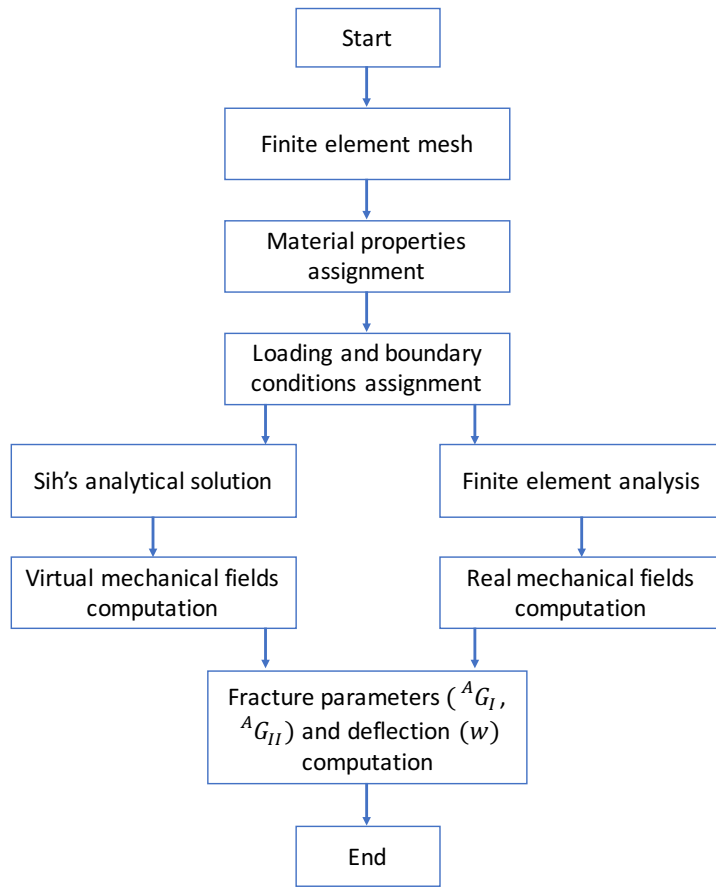 Start
Finite element mesh
Material properties
assignment
Loading and boundary
conditions assignment
Sih's analytical solution
Finite element analysis
Virtual mechanical fields
computation
Real mechanical fields
computation
Fracture parameters ( ᴬG_I ,
ᴬG_II) and deflection (w)
computation
End